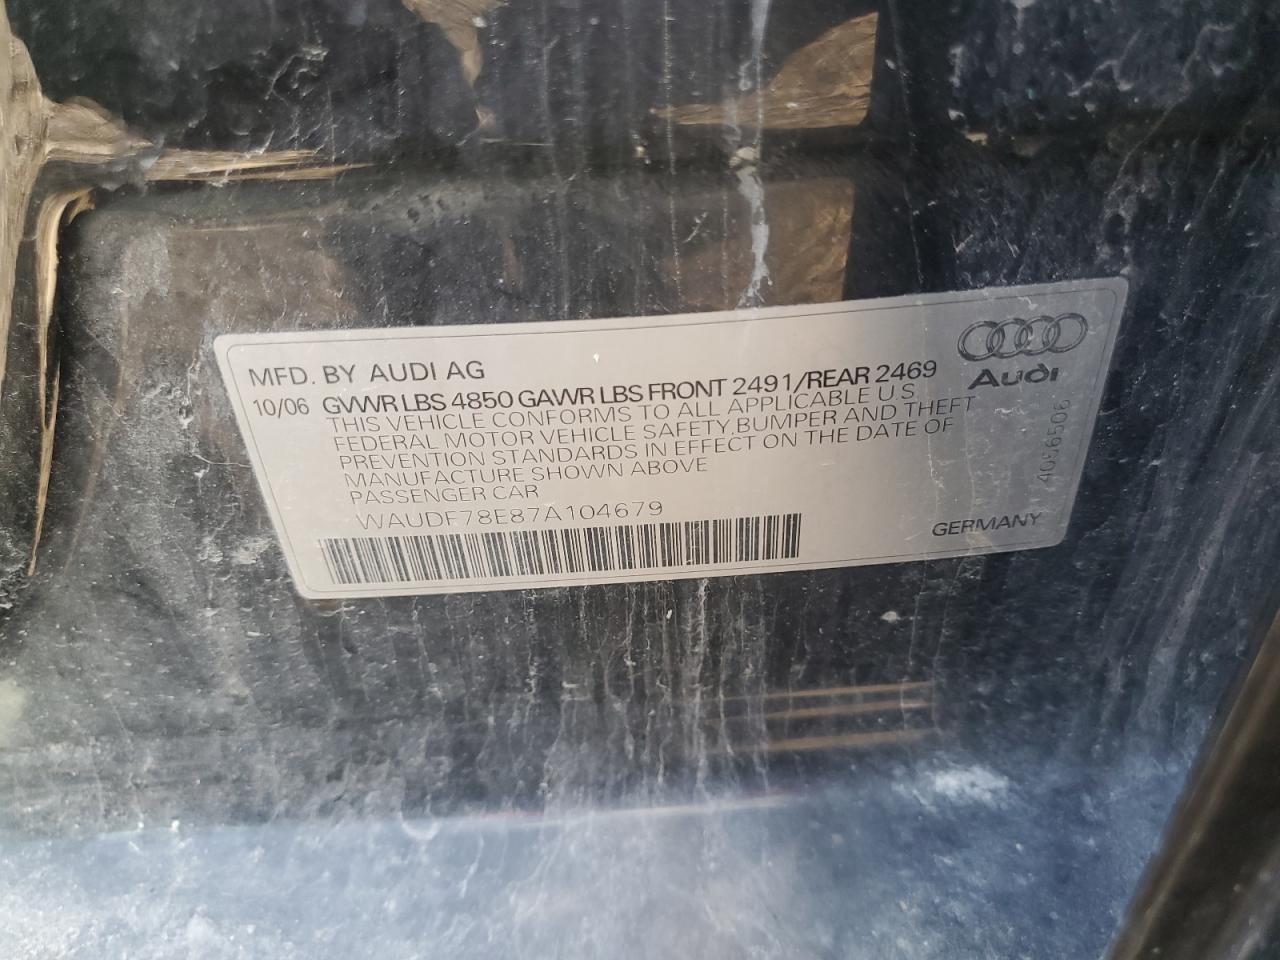 MFD. BY AUDI AG
10/06 GVWR LBS 4850 GAWR LBS FRONT 2491/REAR 2469
THIS VEHICLE CONFORMS TO ALL APPLICABLE U.S
FEDERAL MOTOR VEHICLE SAFETY,BUMPER AND THEFT
PREVENTION STANDARDS IN EFFECT ON THE DATE OF
MANUFACTURE SHOWN ABOVE
PASSENGER CAR
WAUDF78E87A104679
Audi
GERMANY